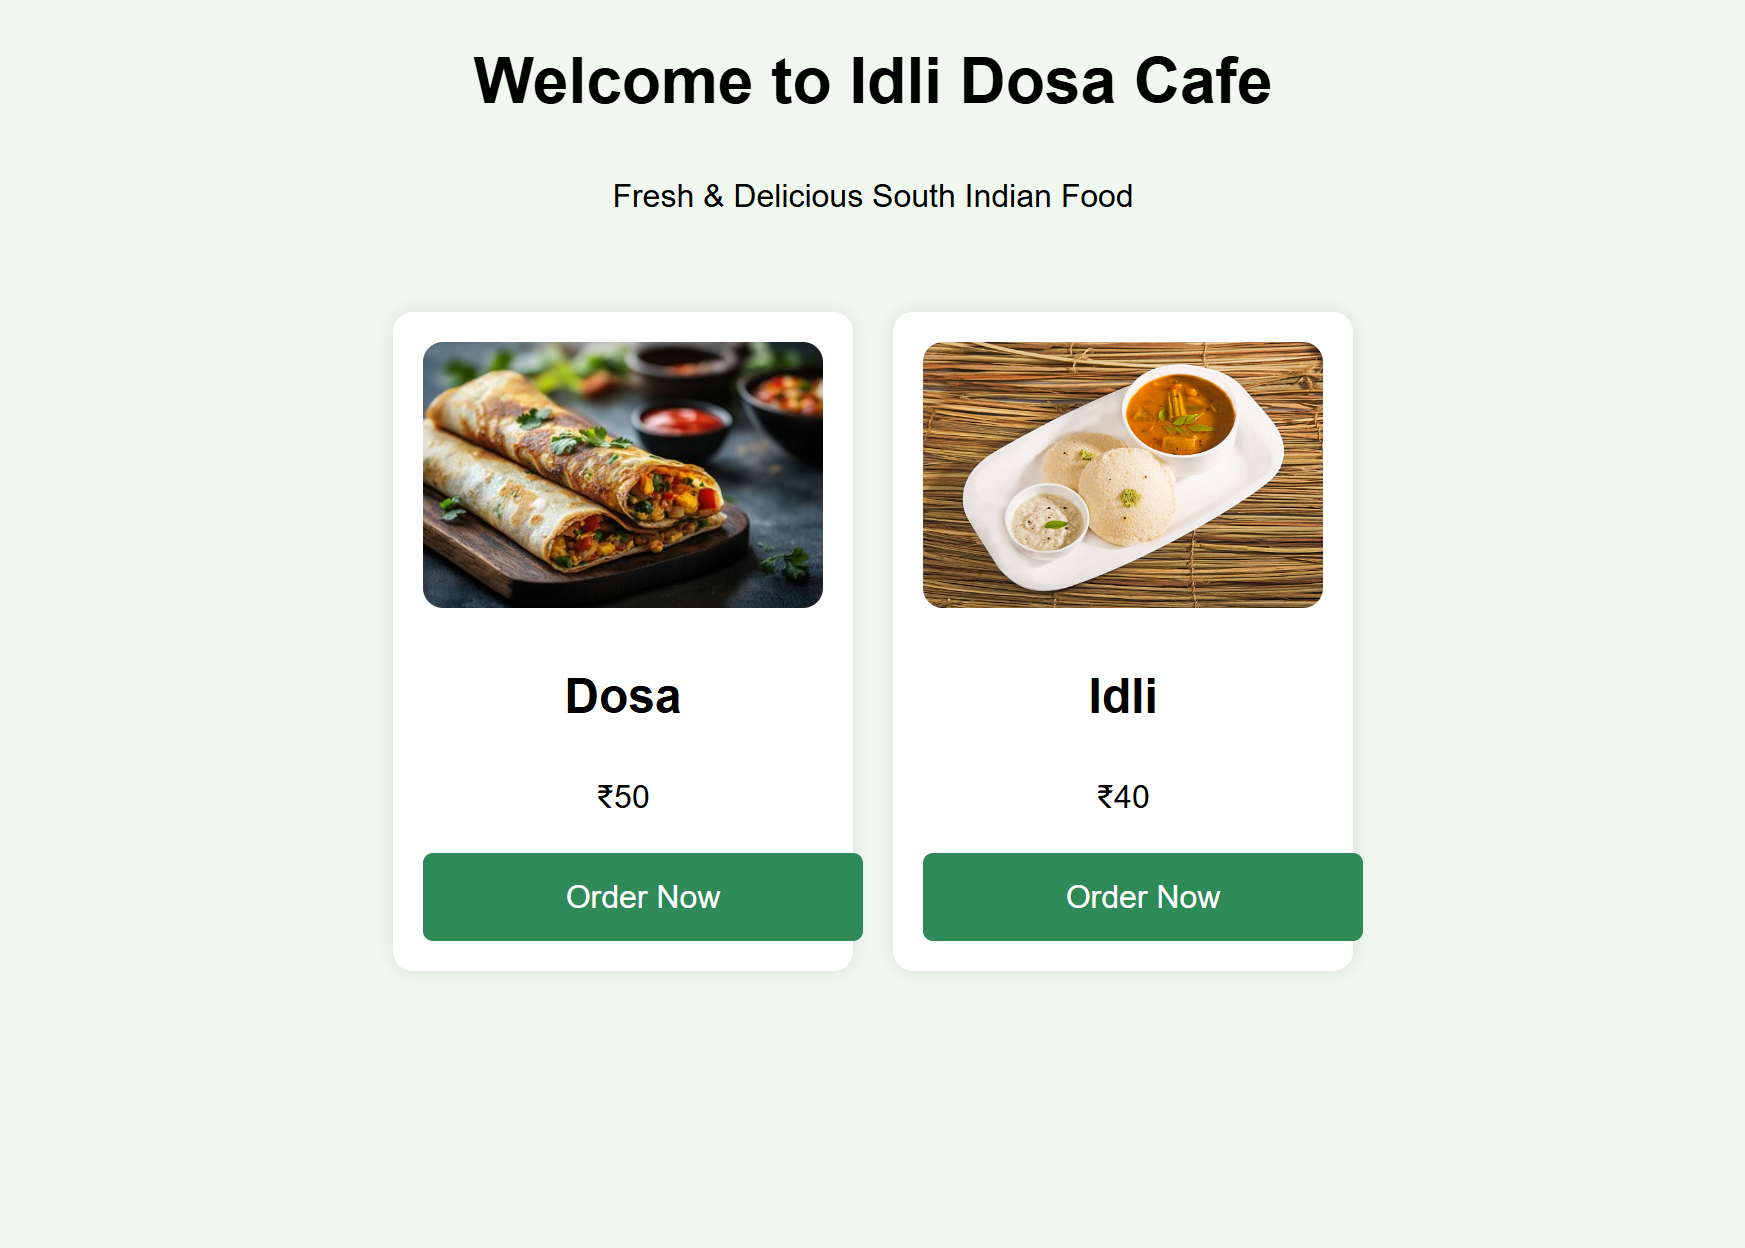 Welcome to Idli Dosa Cafe
Fresh & Delicious South Indian Food
Dosa
₹50
Order Now
Idli
₹40
Order Now